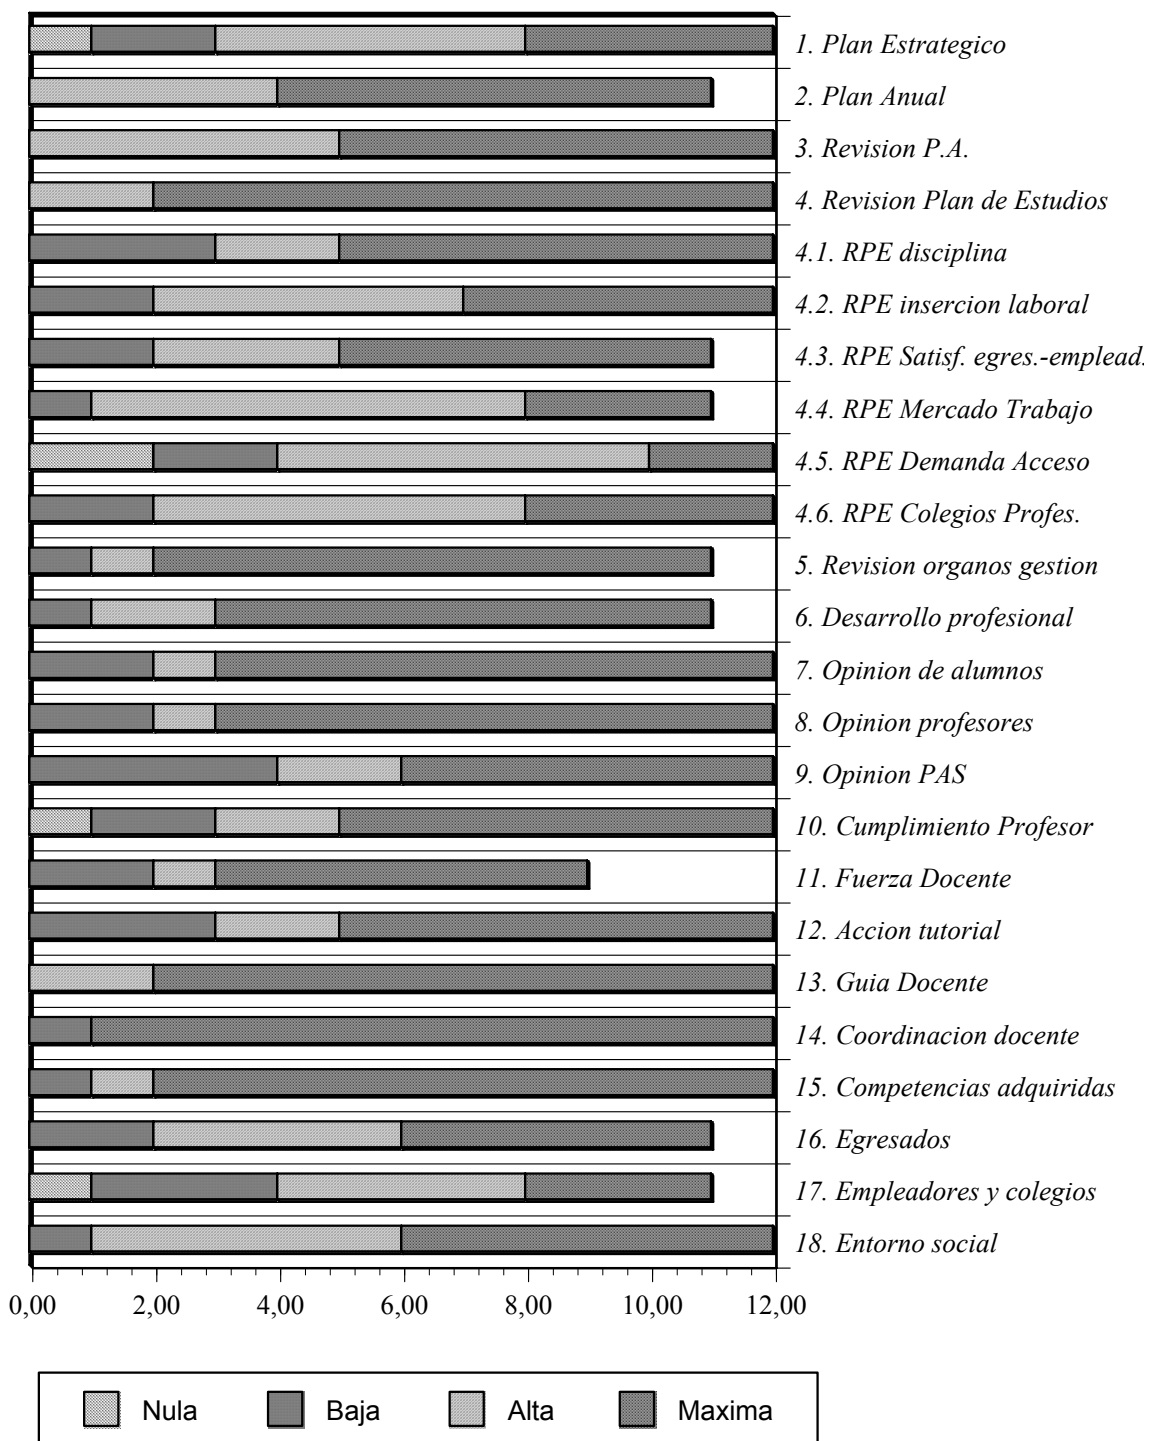 1. Plan Estrategico
2. Plan Anual
3. Revision P.A.
4. Revision Plan de Estudios
4.1. RPE disciplina
4.2. RPE insercion laboral
4.3. RPE Satisf. egres.-emplead.
4.4. RPE Mercado Trabajo
4.5. RPE Demanda Acceso
4.6. RPE Colegios Profes.
5. Revision organos gestion
6. Desarrollo profesional
7. Opinion de alumnos
8. Opinion profesores
9. Opinion PAS
10. Cumplimiento Profesor
11. Fuerza Docente
12. Accion tutorial
13. Guia Docente
14. Coordinacion docente
15. Competencias adquiridas
16. Egresados
17. Empleadores y colegios
18. Entorno social
0,00 2,00 4,00 6,00 8,00 10,00 12,00
Nula Baja Alta Maxima